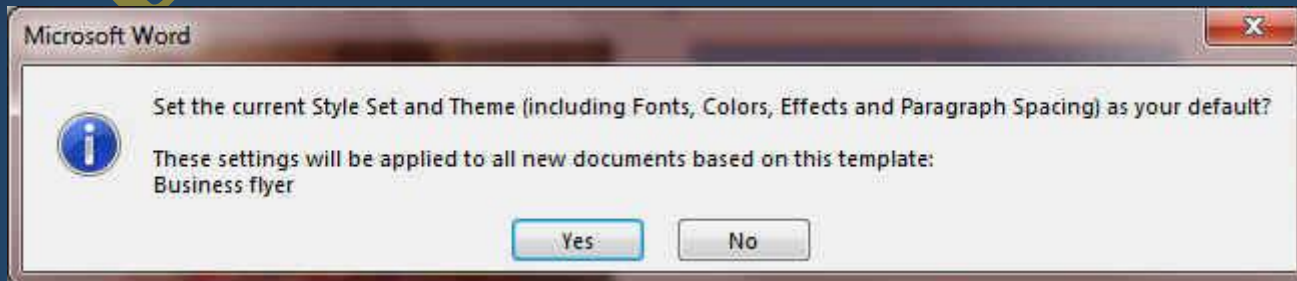 Microsoft Word
Set the current Style Set and Theme (including Fonts, Colors, Effects and Paragraph Spacing) as your default?
These settings will be applied to all new documents based on this template:
Business flyer
Yes
No